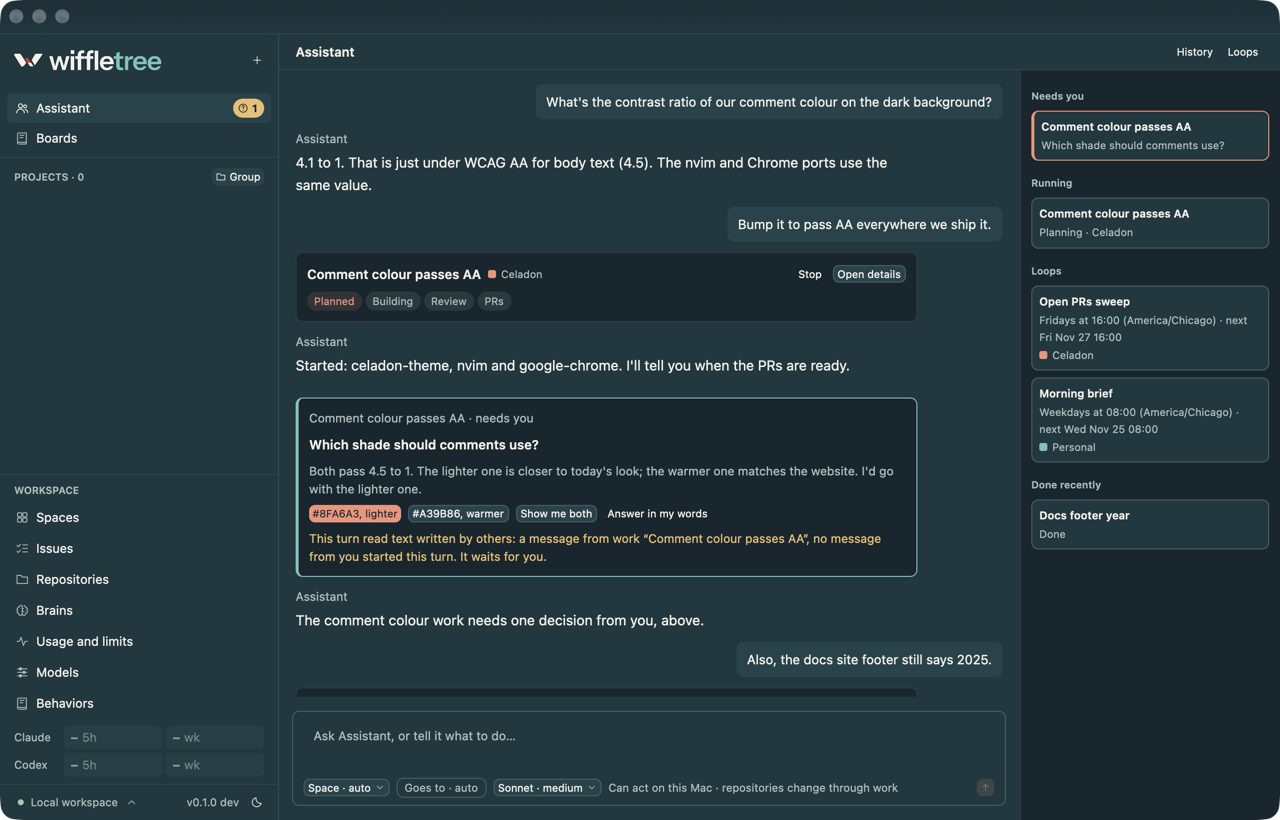 wiffletree
+
Assistant
1
Boards
PROJECTS · 0
Group
WORKSPACE
Spaces
Issues
Repositories
Brains
Usage and limits
Models
Behaviors
Claude – 5h – wk
Codex – 5h – wk
Local workspace
v0.1.0 dev
Assistant
History
Loops
What's the contrast ratio of our comment colour on the dark background?
Assistant
4.1 to 1. That is just under WCAG AA for body text (4.5). The nvim and Chrome ports use the
same value.
Bump it to pass AA everywhere we ship it.
Comment colour passes AA
Celadon
Stop
Open details
Planned
Building
Review
PRs
Assistant
Started: celadon-theme, nvim and google-chrome. I'll tell you when the PRs are ready.
Comment colour passes AA · needs you
Which shade should comments use?
Both pass 4.5 to 1. The lighter one is closer to today's look; the warmer one matches the website. I'd go
with the lighter one.
#8FA6A3, lighter
#A39B86, warmer
Show me both
Answer in my words
This turn read text written by others: a message from work “Comment colour passes AA”, no message
from you started this turn. It waits for you.
Assistant
The comment colour work needs one decision from you, above.
Also, the docs site footer still says 2025.
Ask Assistant, or tell it what to do...
Space · auto
Goes to · auto
Sonnet · medium
Can act on this Mac · repositories change through work
Needs you
Comment colour passes AA
Which shade should comments use?
Running
Comment colour passes AA
Planning · Celadon
Loops
Open PRs sweep
Fridays at 16:00 (America/Chicago) · next
Fri Nov 27 16:00
Celadon
Morning brief
Weekdays at 08:00 (America/Chicago) ·
next Wed Nov 25 08:00
Personal
Done recently
Docs footer year
Done